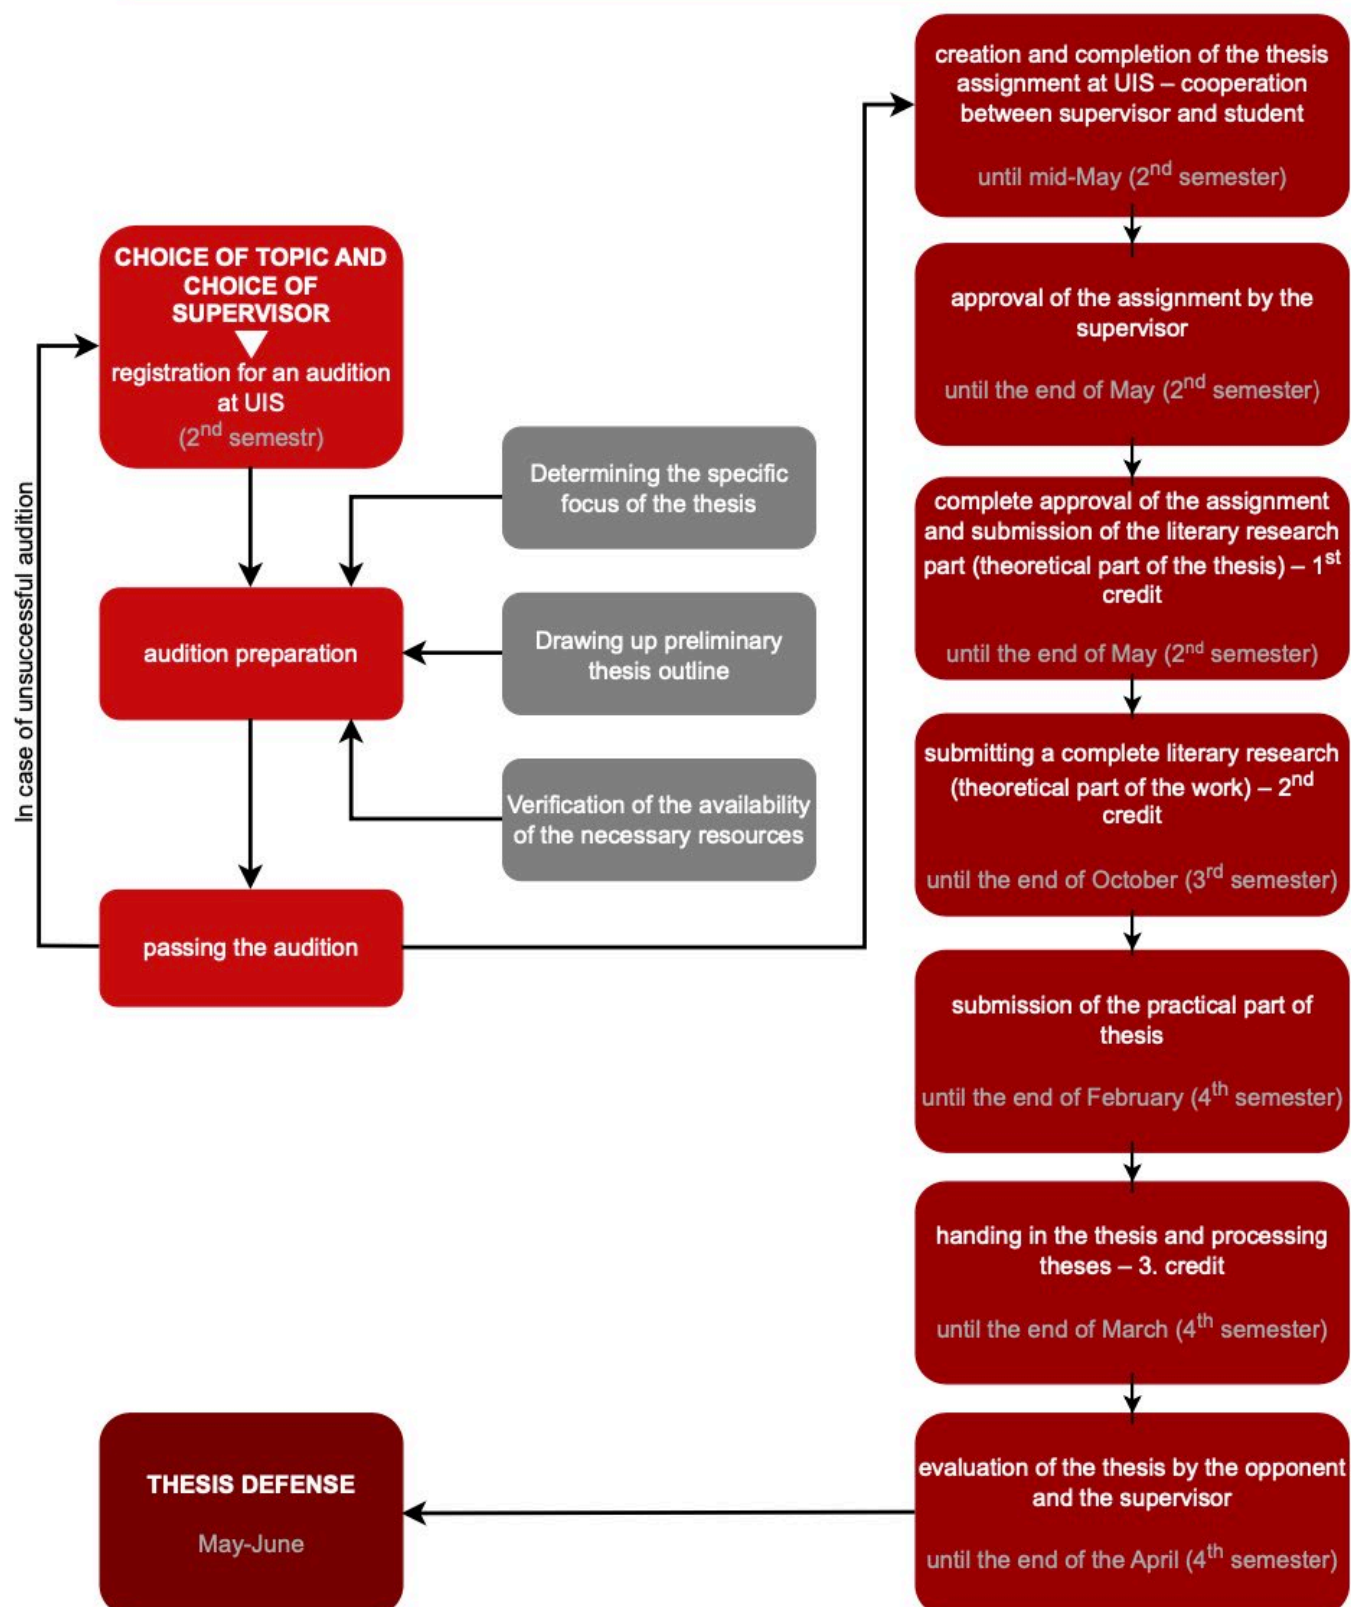 CHOICE OF TOPIC AND
CHOICE OF
SUPERVISOR
registration for an audition
at UIS
(2nd semestr)
In case of unsuccessful audition
Determining the specific
focus of the thesis
audition preparation
Drawing up preliminary
thesis outline
Verification of the availability
of the necessary resources
passing the audition
creation and completion of the thesis
assignment at UIS – cooperation
between supervisor and student
until mid-May (2nd semester)
approval of the assignment by the
supervisor
until the end of May (2nd semester)
complete approval of the assignment
and submission of the literary research
part (theoretical part of the thesis) – 1st
credit
until the end of May (2nd semester)
submitting a complete literary research
(theoretical part of the work) – 2nd
credit
until the end of October (3rd semester)
submission of the practical part of
thesis
until the end of February (4th semester)
handing in the thesis and processing
theses – 3. credit
until the end of March (4th semester)
evaluation of the thesis by the opponent
and the supervisor
until the end of the April (4th semester)
THESIS DEFENSE
May-June